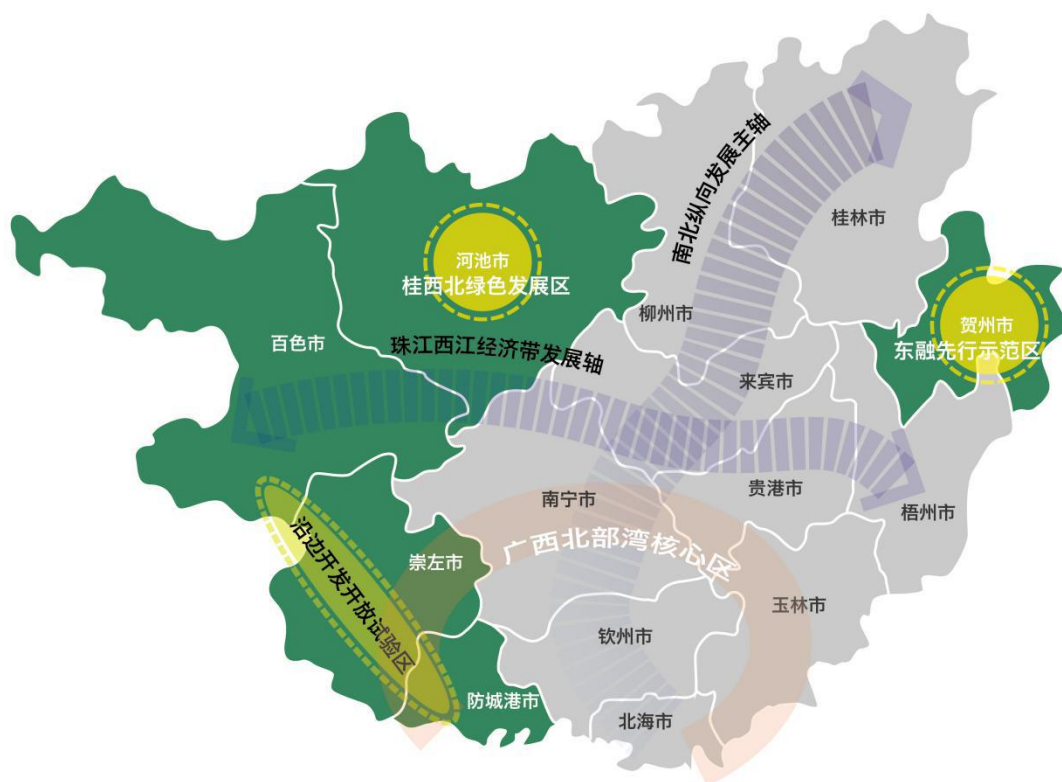 南北纵向发展主轴
桂林市
河池市
桂西北绿色发展区
柳州市
贺州市
东融先行示范区
百色市
珠江西江经济带发展轴
来宾市
贵港市
南宁市
梧州市
广西北部湾核心区
沿边开发开放试验区
崇左市
玉林市
钦州市
防城港市
北海市